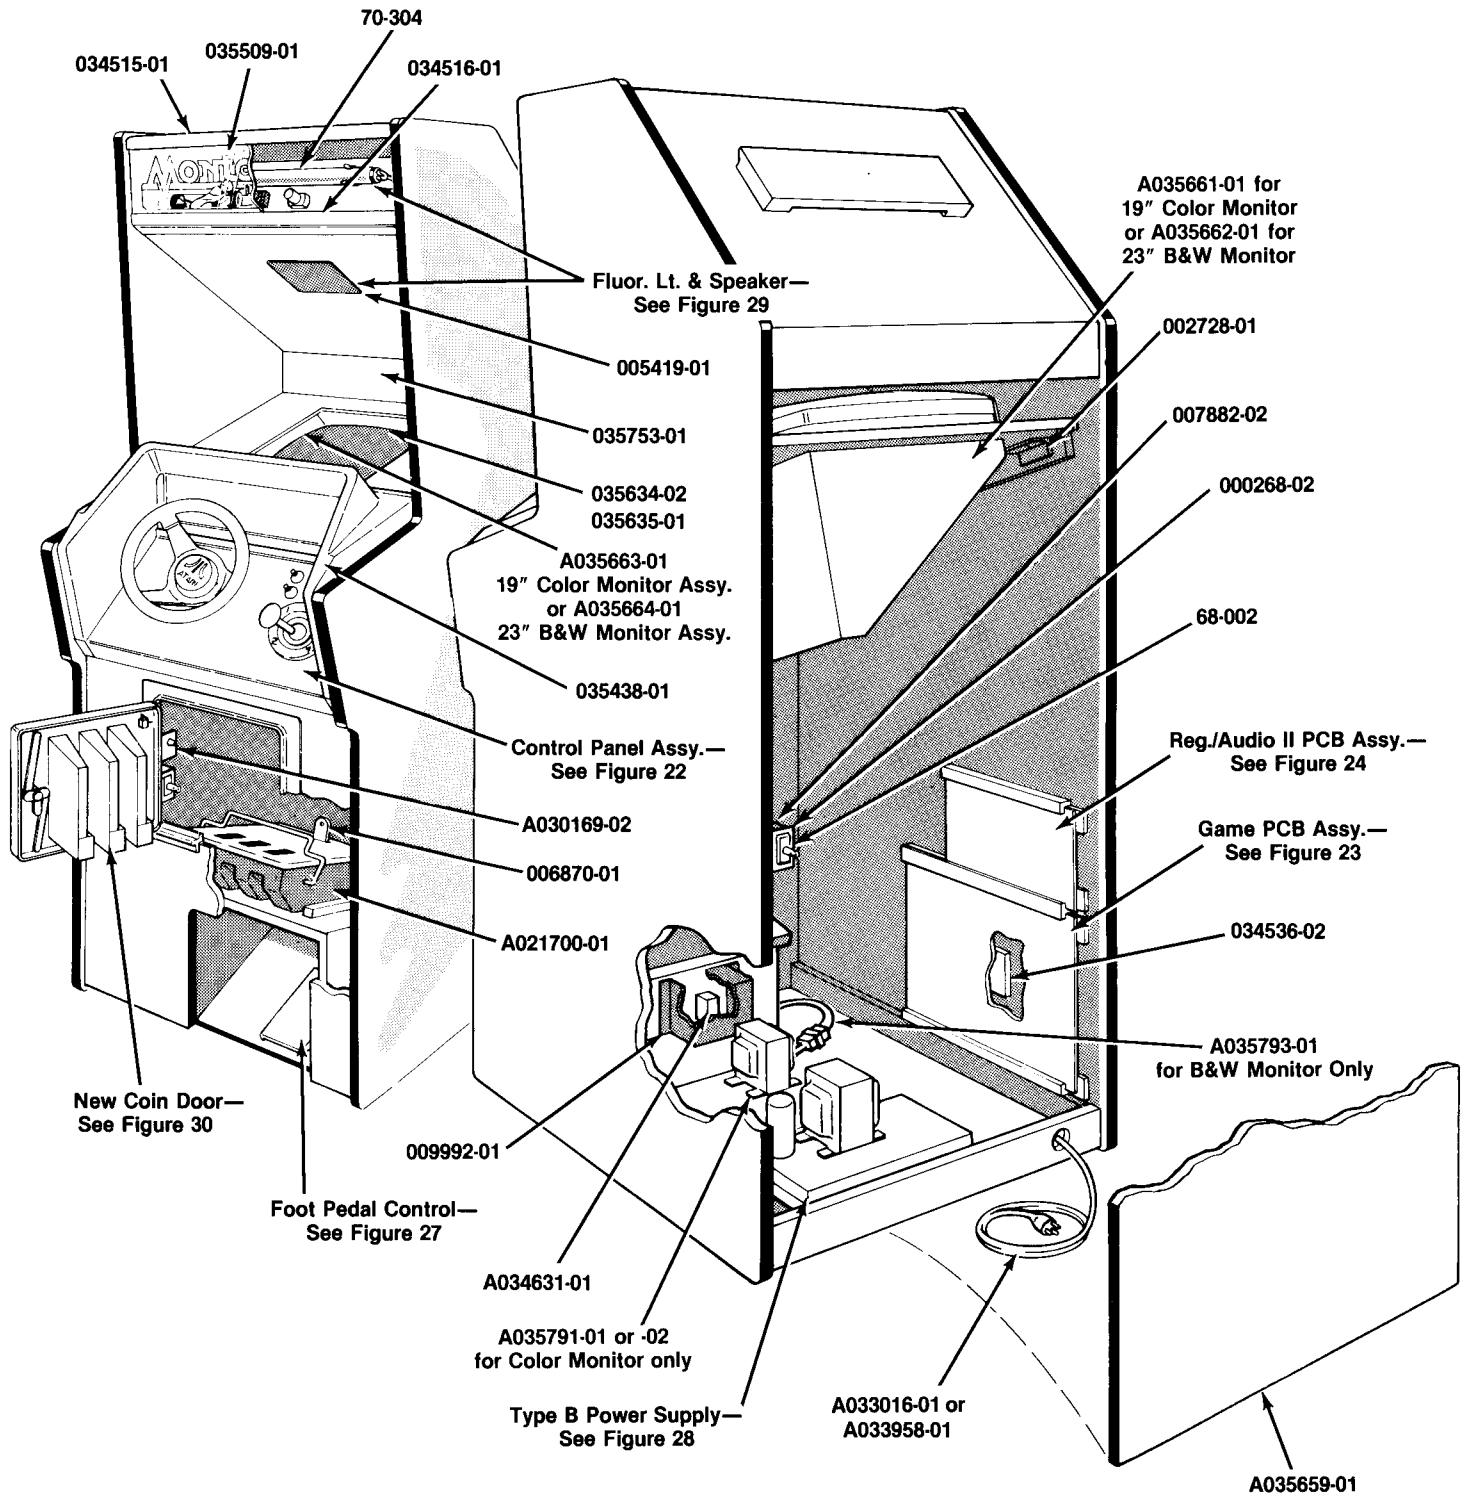 70-304
035509-01
034515-01
034516-01
MONTE
A035661-01 for
19" Color Monitor
or A035662-01 for
23" B&W Monitor
Fluor. Lt. & Speaker—
See Figure 29
002728-01
005419-01
007882-02
035753-01
000268-02
035634-02
035635-01
A035663-01
19" Color Monitor Assy.
or A035664-01
23" B&W Monitor Assy.
ATARI
68-002
035438-01
Control Panel Assy.—
See Figure 22
Reg./Audio II PCB Assy.—
See Figure 24
A030169-02
Game PCB Assy.—
See Figure 23
006870-01
A021700-01
034536-02
A035793-01
for B&W Monitor Only
New Coin Door—
See Figure 30
009992-01
Foot Pedal Control—
See Figure 27
A034631-01
A035791-01 or -02
for Color Monitor only
Type B Power Supply—
See Figure 28
A033016-01 or
A033958-01
A035659-01